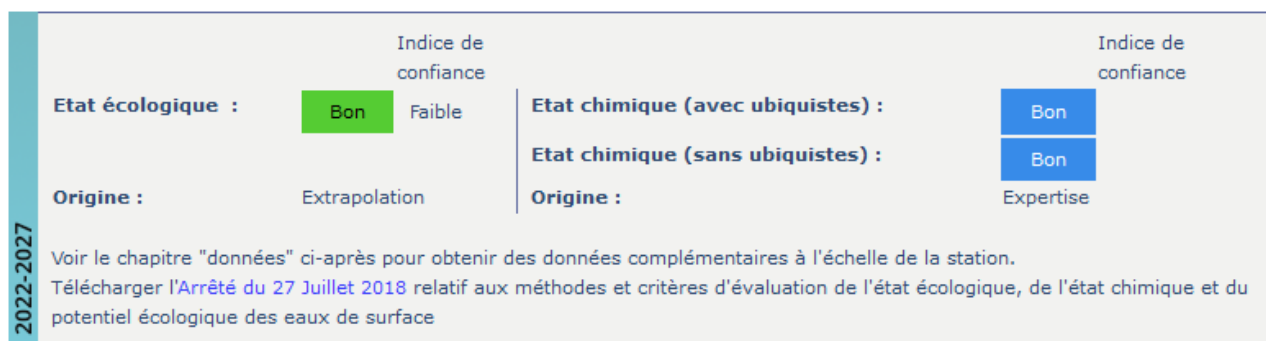 Indice de confiance
Indice de confiance
Etat écologique : Bon Faible
Etat chimique (avec ubiquistes) : Bon
Etat chimique (sans ubiquistes) : Bon
Origine : Extrapolation
Origine : Expertise
2022-2027
Voir le chapitre "données" ci-après pour obtenir des données complémentaires à l'échelle de la station.
Télécharger l'Arrêté du 27 Juillet 2018 relatif aux méthodes et critères d'évaluation de l'état écologique, de l'état chimique et du
potentiel écologique des eaux de surface